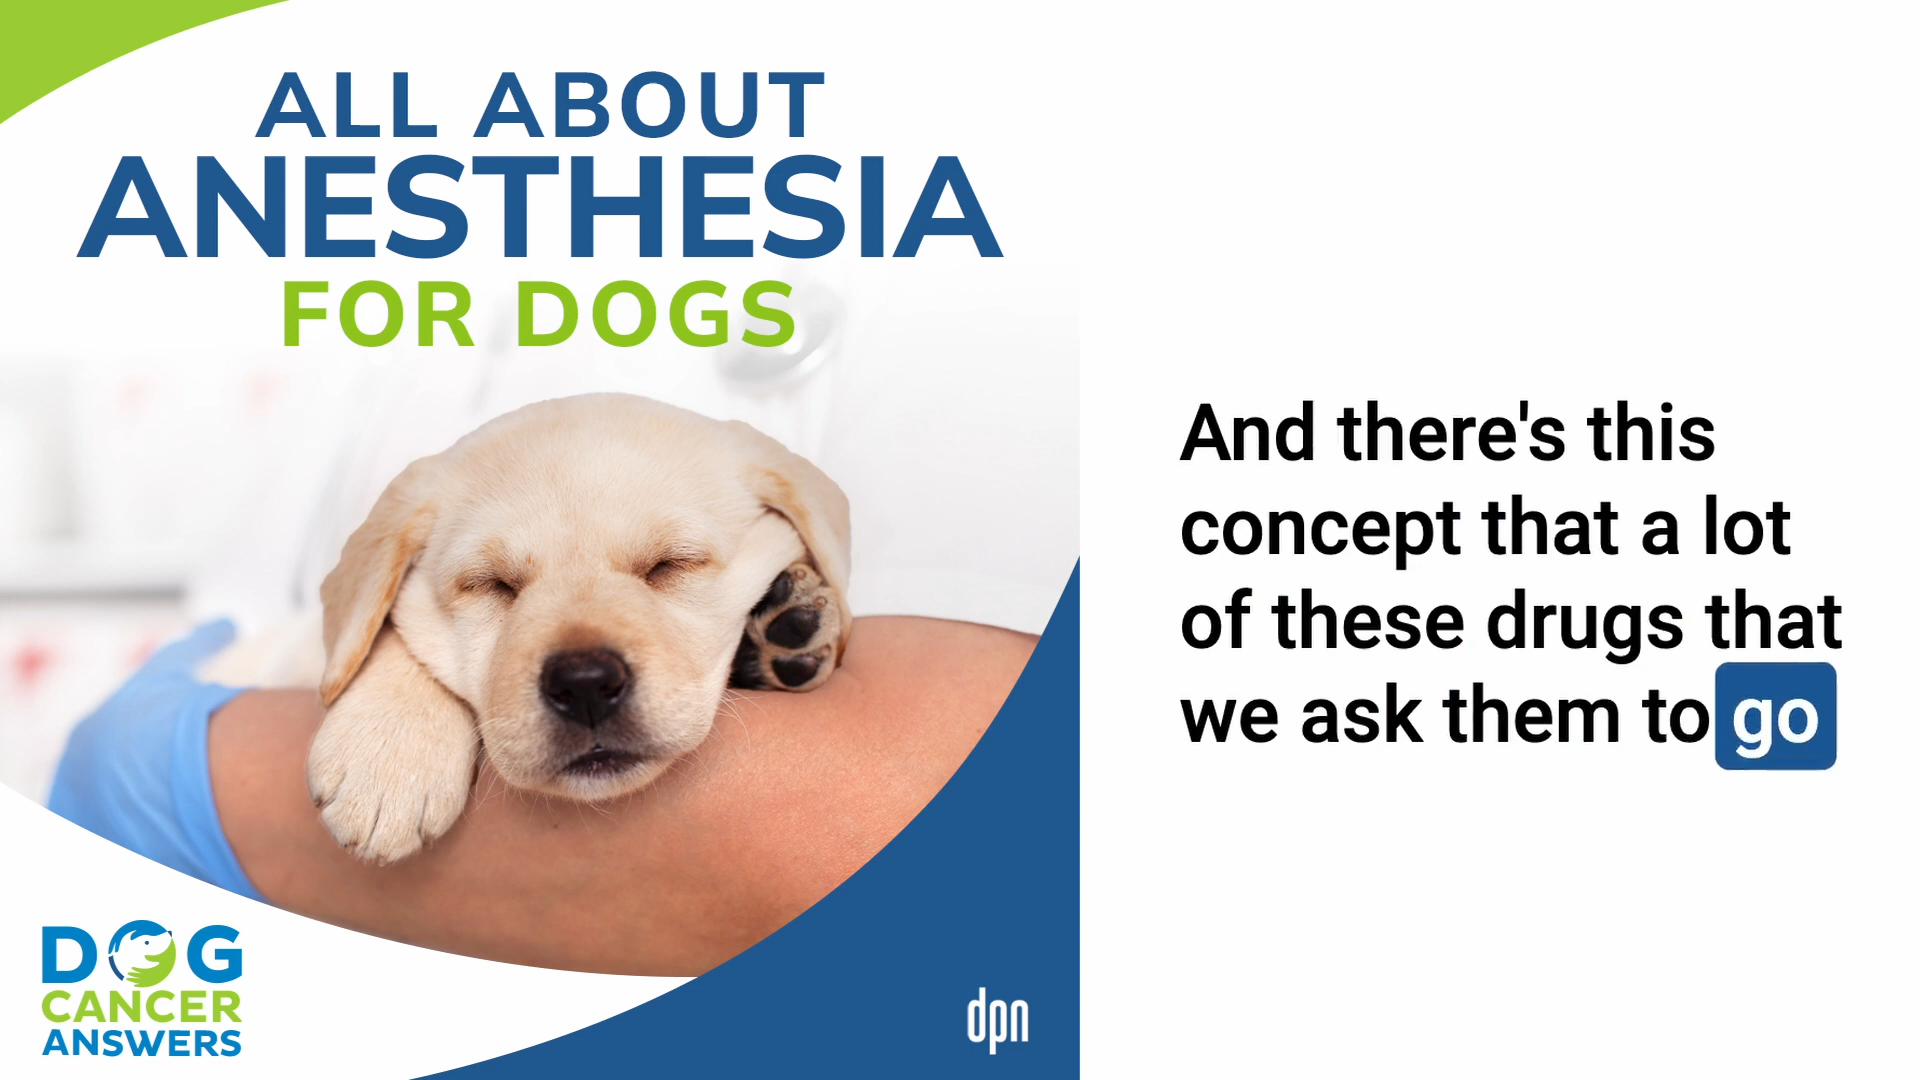 ALL ABOUT
ANESTHESIA
FOR DOGS
And there's this
concept that a lot
of these drugs that
we ask them to go
DOG
CANCER
ANSWERS
dpn